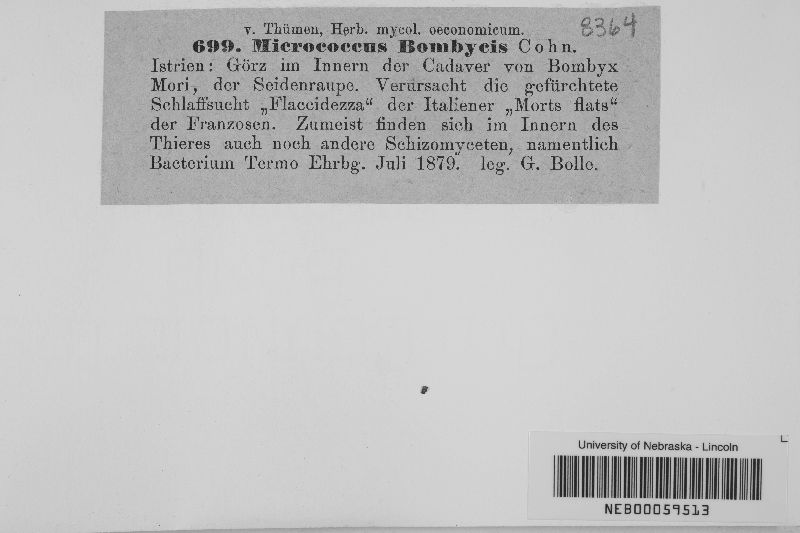 v. Thümen, Herb. mycol. oeconomicum.
8364
699. Micrococcus Bombycis Cohn.
Istrien: Görz im Innern der Cadaver von Bombyx
Mori, der Seidenraupe. Verursacht die gefürchtete
Schlaffsucht „Flaccidezza“ der Italiener „Morts flats“
der Franzosen. Zumeist finden sich im Innern des
Thieres auch noch andere Schizomyceten, namentlich
Bacterium Termo Ehrbg. Juli 1879. leg. G. Bolle.
University of Nebraska - Lincoln
NEB00059513